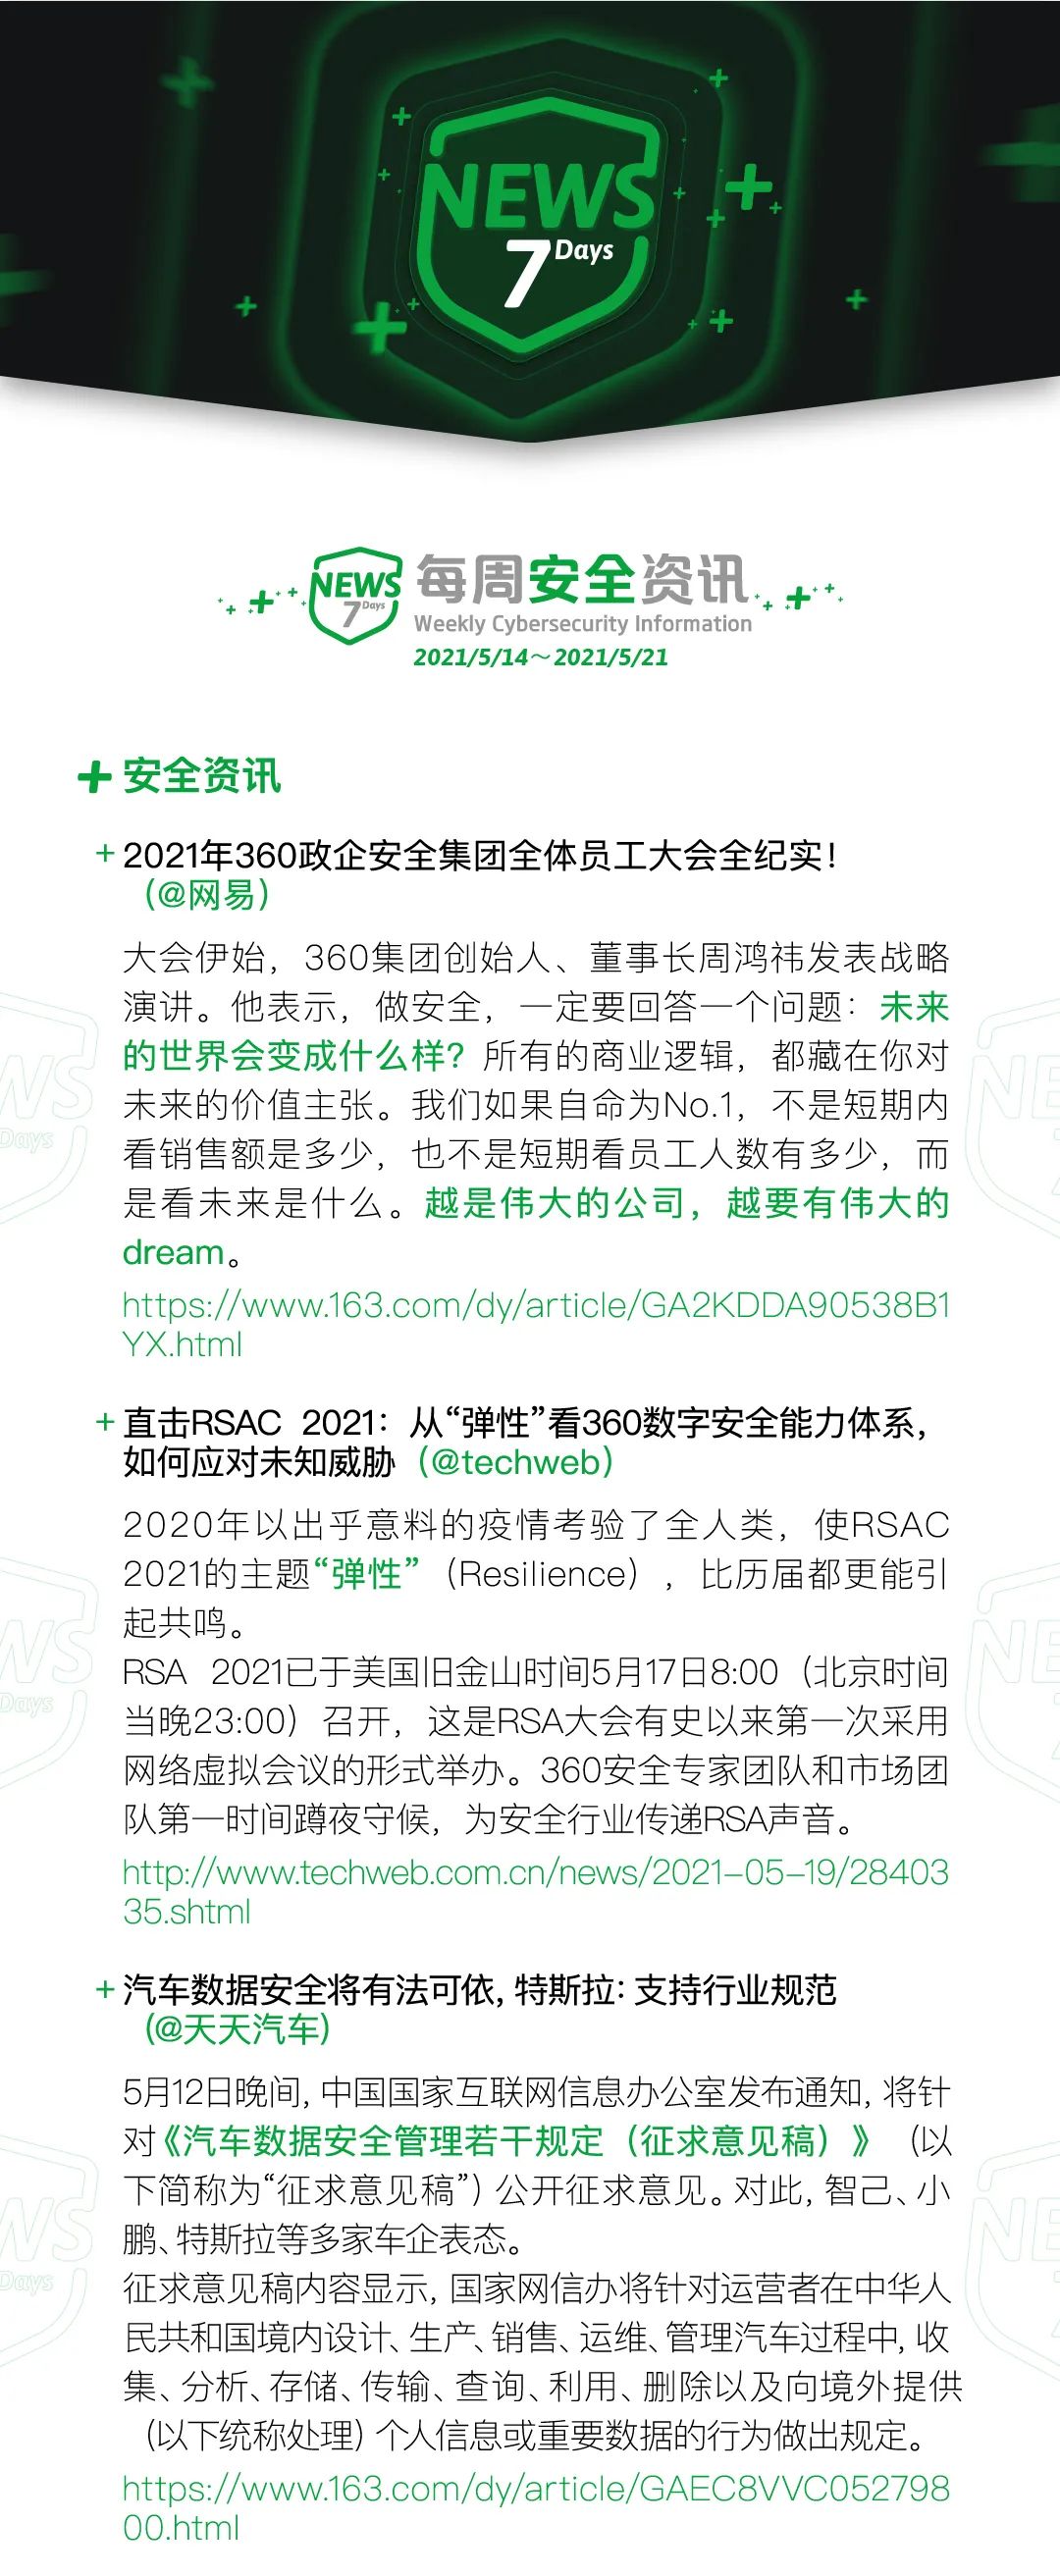 NEWS
7Days
NEWS
7Days
每周安全资讯
Weekly Cybersecurity Information
2021/5/14～2021/5/21
安全资讯
2021年360政企安全集团全体员工大会全纪实！
（@网易）
大会伊始，360集团创始人、董事长周鸿祎发表战略
演讲。他表示，做安全，一定要回答一个问题：未来
的世界会变成什么样？所有的商业逻辑，都藏在你对
未来的价值主张。我们如果自命为No.1，不是短期内
看销售额是多少，也不是短期看员工人数有多少，而
是看未来是什么。越是伟大的公司，越要有伟大的
dream。
https://www.163.com/dy/article/GA2KDDA90538B1
YX.html
直击RSAC 2021：从“弹性”看360数字安全能力体系，
如何应对未知威胁（@techweb）
2020年以出乎意料的疫情考验了全人类，使RSAC
2021的主题“弹性”（Resilience），比历届都更能引
起共鸣。
RSA 2021已于美国旧金山时间5月17日8:00（北京时间
当晚23:00）召开，这是RSA大会有史以来第一次采用
网络虚拟会议的形式举办。360安全专家团队和市场团
队第一时间蹲夜守候，为安全行业传递RSA声音。
http://www.techweb.com.cn/news/2021-05-19/28403
35.shtml
汽车数据安全将有法可依，特斯拉：支持行业规范
（@天天汽车）
5月12日晚间，中国国家互联网信息办公室发布通知，将针
对《汽车数据安全管理若干规定（征求意见稿）》（以
下简称为“征求意见稿”）公开征求意见。对此，智己、小
鹏、特斯拉等多家车企表态。
征求意见稿内容显示，国家网信办将针对运营者在中华人
民共和国境内设计、生产、销售、运维、管理汽车过程中，收
集、分析、存储、传输、查询、利用、删除以及向境外提供
（以下统称处理）个人信息或重要数据的行为做出规定。
https://www.163.com/dy/article/GAEC8VVC052798
00.html